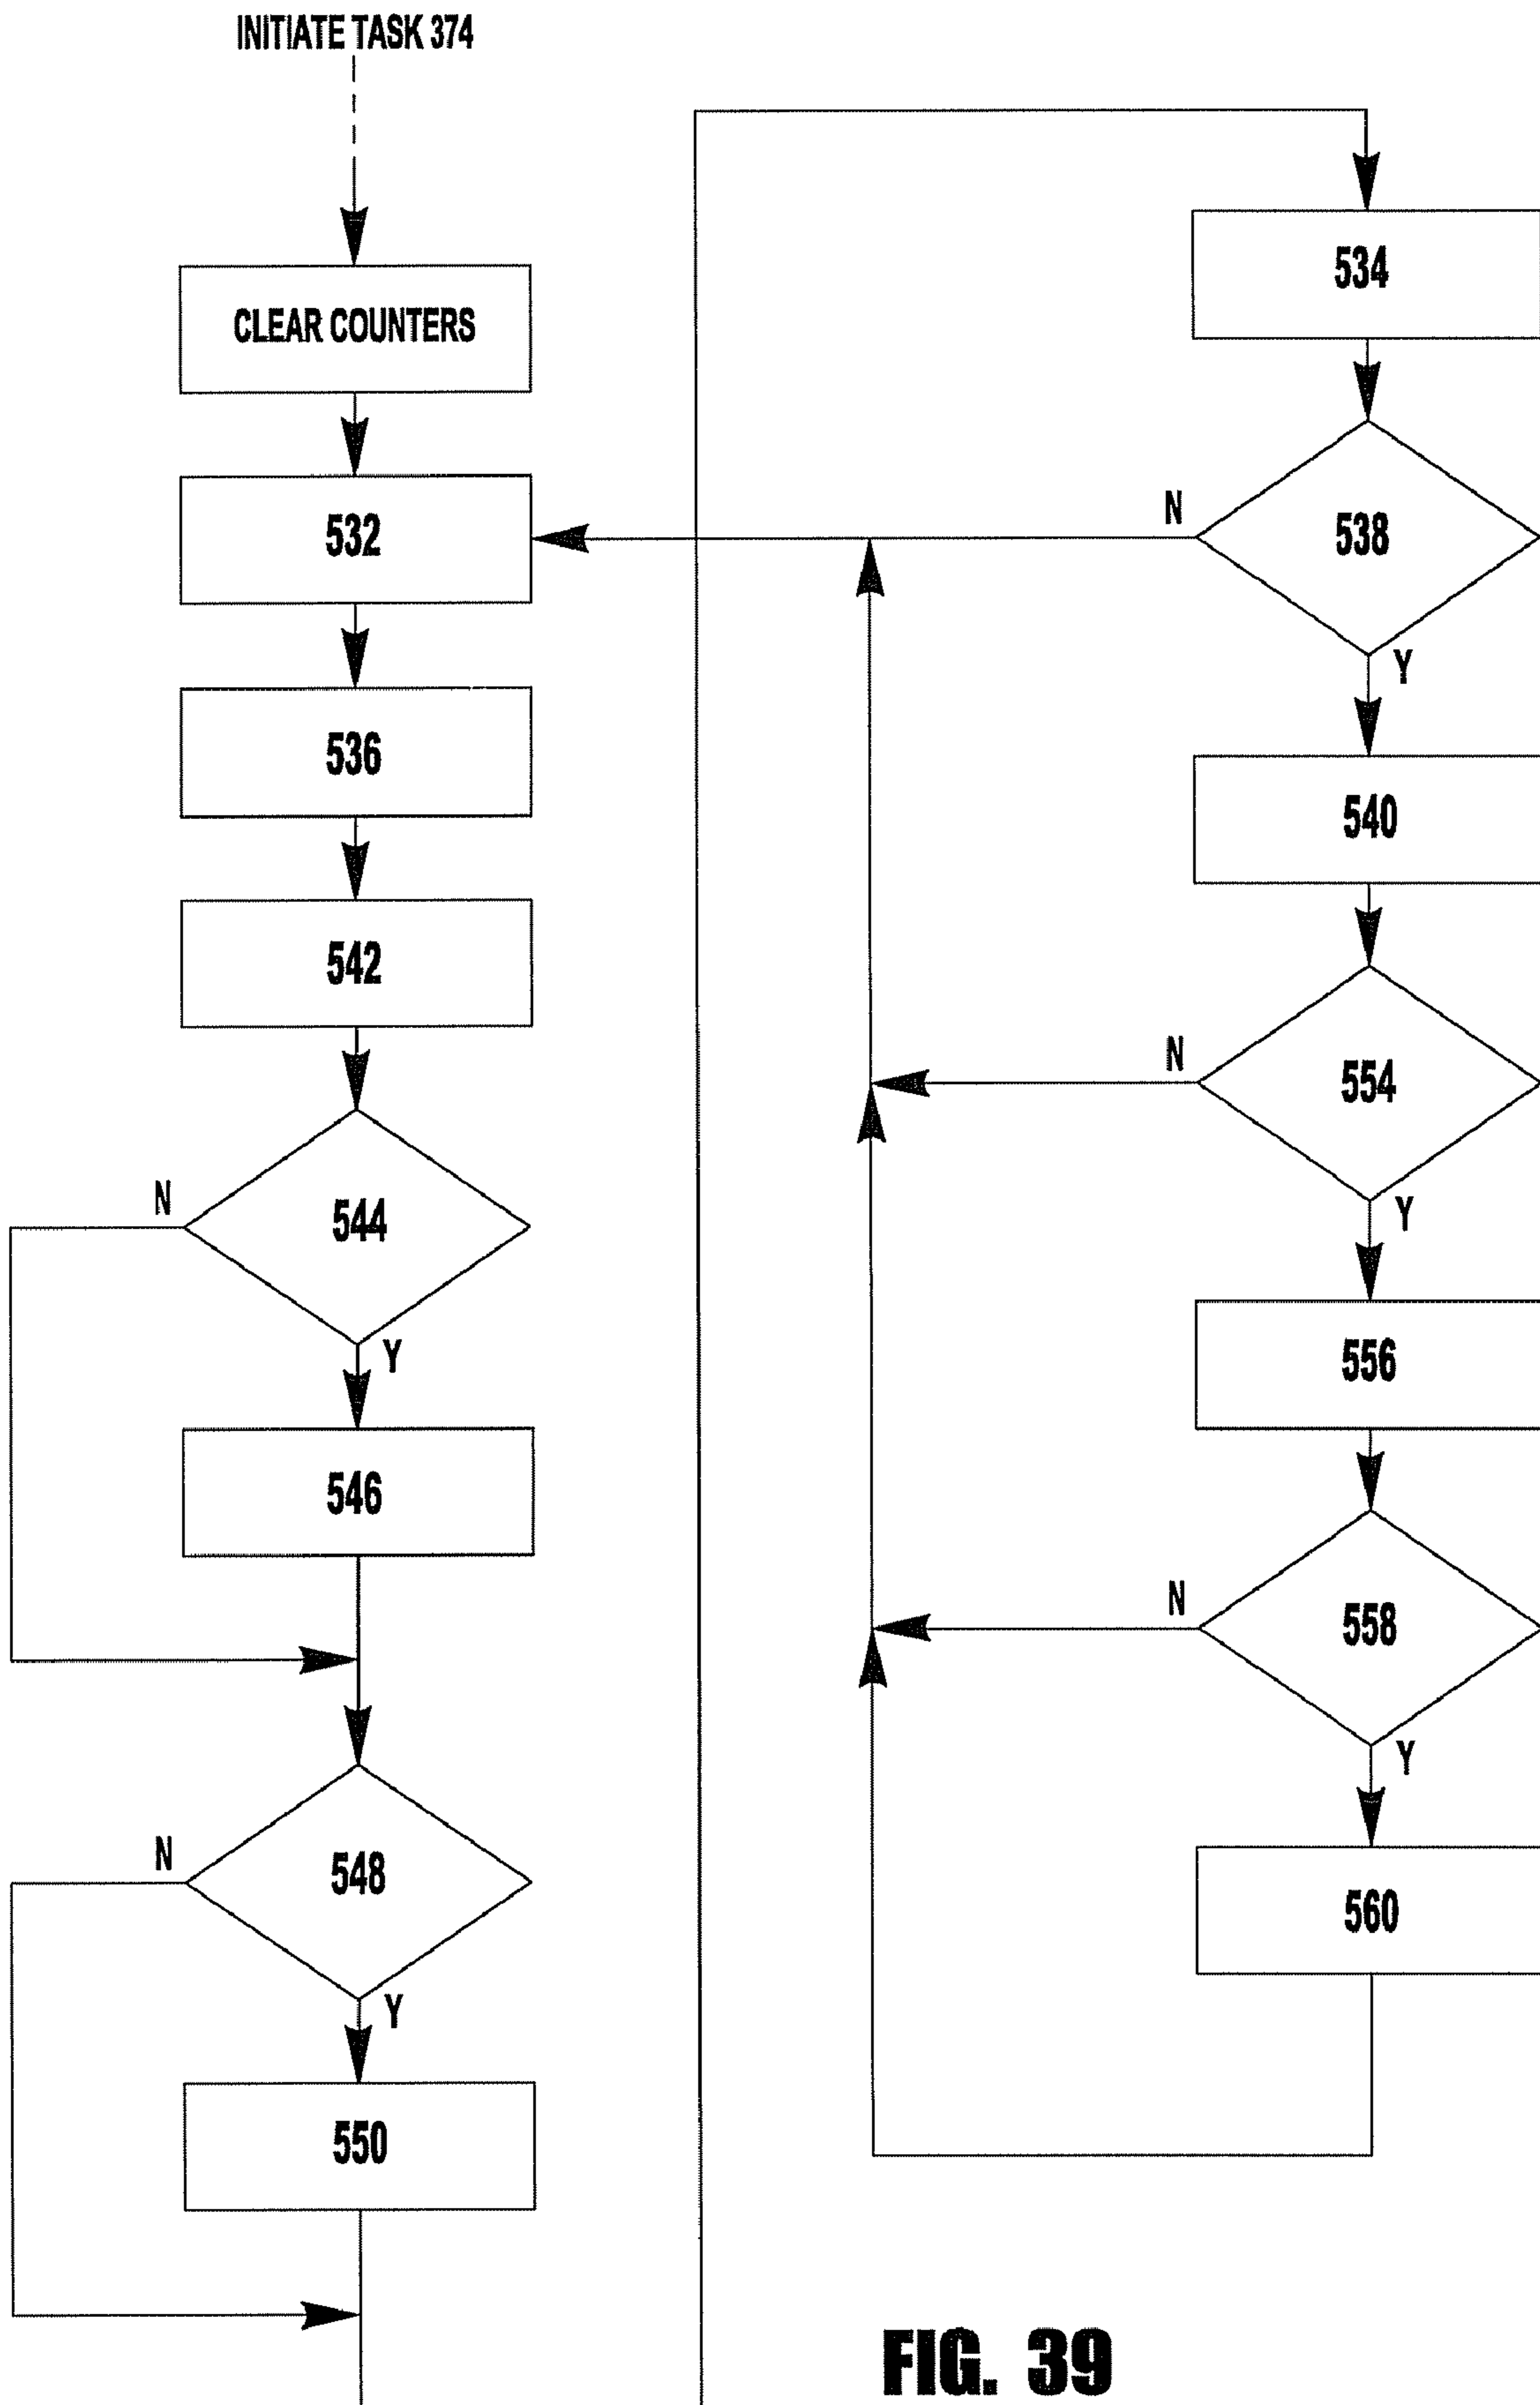 INITIATE TASK 374
CLEAR COUNTERS
532
536
542
544
N
Y
546
548
N
Y
550
534
538
N
Y
540
554
N
Y
556
558
N
Y
560
FIG. 39